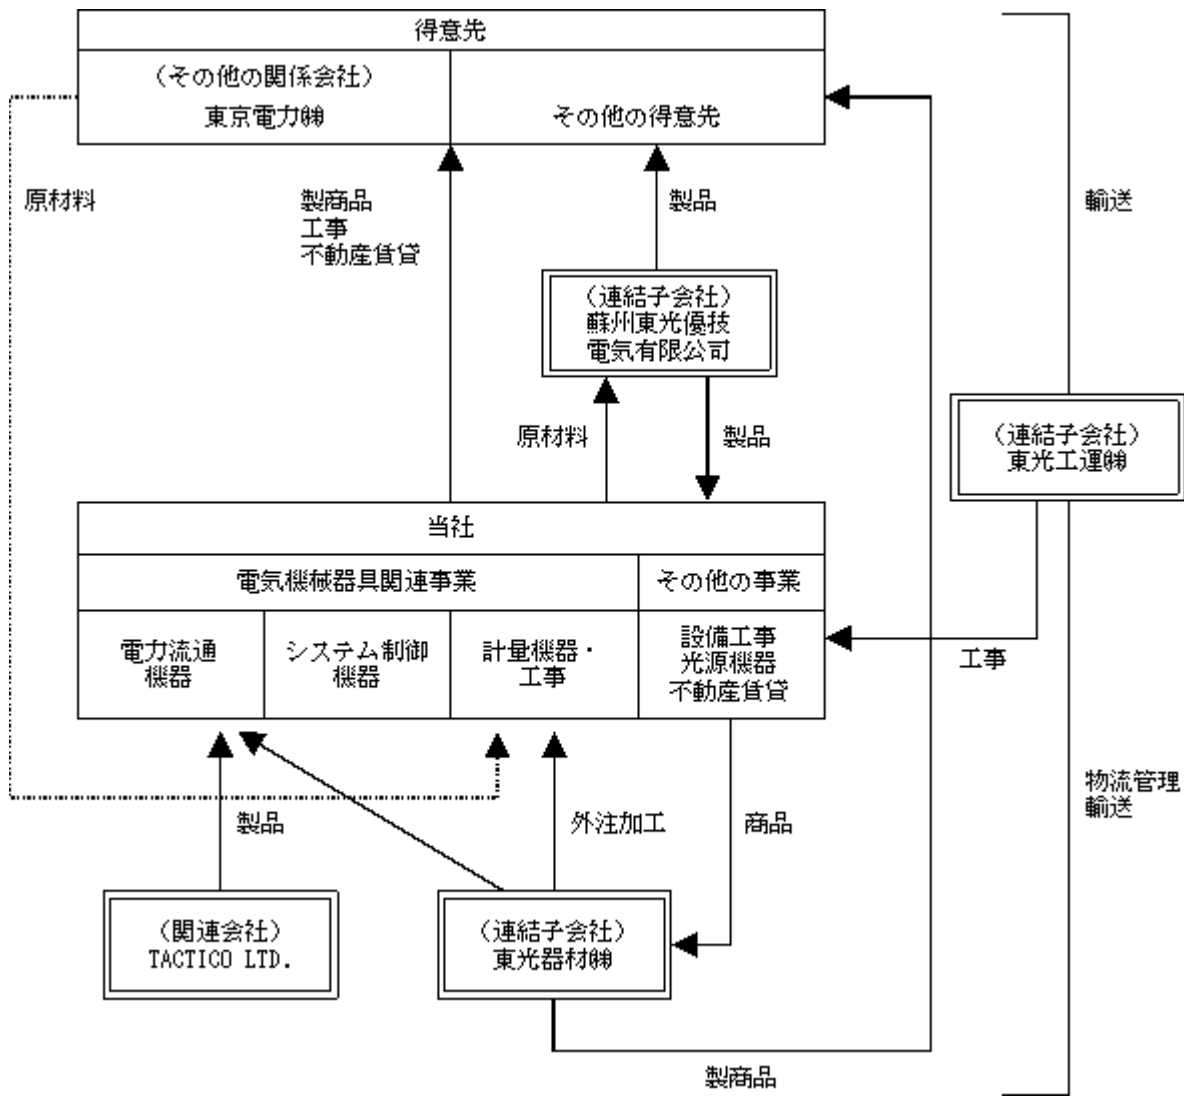 得意先
（その他の関係会社）
東京電力㈱
その他の得意先
原材料
製商品
工事
不動産賃貸
製品
輸送
（連結子会社）
蘇州東光優技
電気有限公司
原材料
製品
（連結子会社）
東光工運㈱
当社
電気機械器具関連事業
その他の事業
電力流通
機器
システム制御
機器
計量機器・
工事
設備工事
光源機器
不動産賃貸
工事
製品
外注加工
商品
物流管理
輸送
（関連会社）
TACTICO LTD.
（連結子会社）
東光器材㈱
製商品